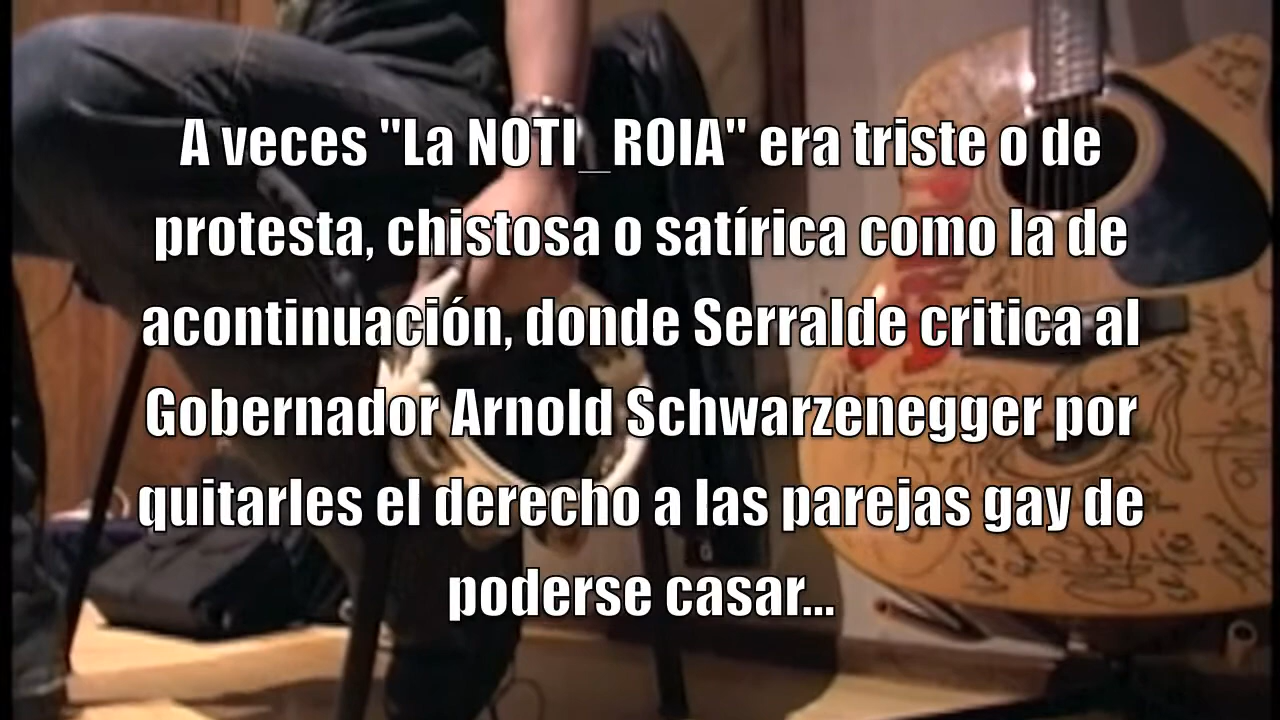 A veces "La NOTI_ROIA" era triste o de
protesta, chistosa o satírica como la de
acontinuación, donde Serralde critica al
Gobernador Arnold Schwarzenegger por
quitarles el derecho a las parejas gay de
poderse casar...